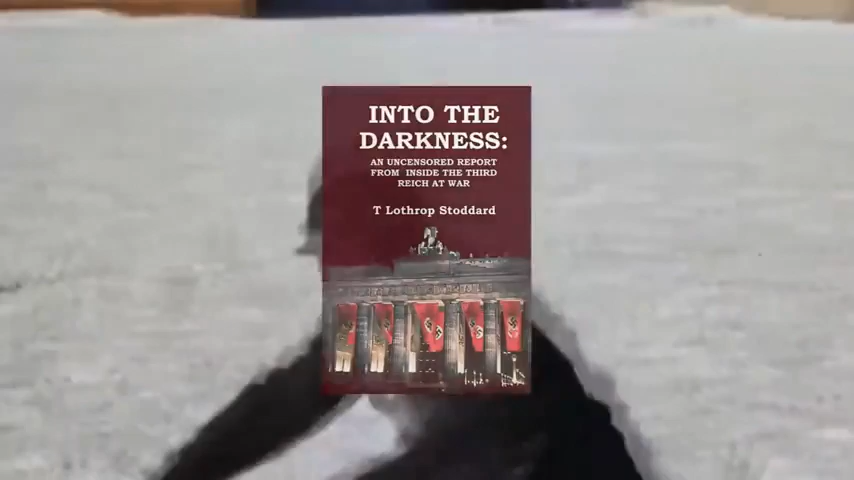 INTO THE
DARKNESS:
AN UNCENSORED REPORT
FROM INSIDE THE THIRD
REICH AT WAR
T Lothrop Stoddard